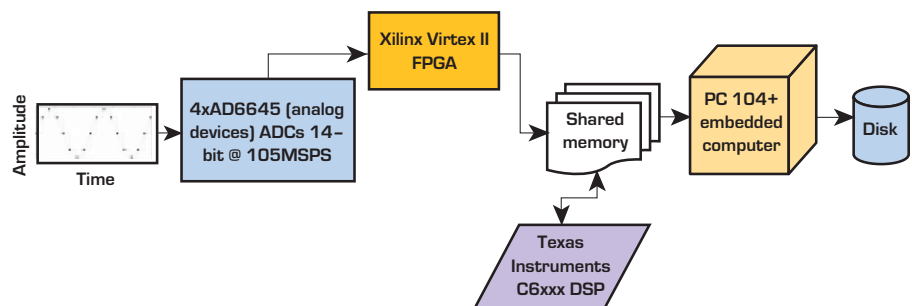 Amplitude
Time
4xAD6645 (analog
devices) ADCs 14–
bit @ 105MSPS
Xilinx Virtex II
FPGA
Shared
memory
Texas
Instruments
C6xxx DSP
PC 104+
embedded
computer
Disk